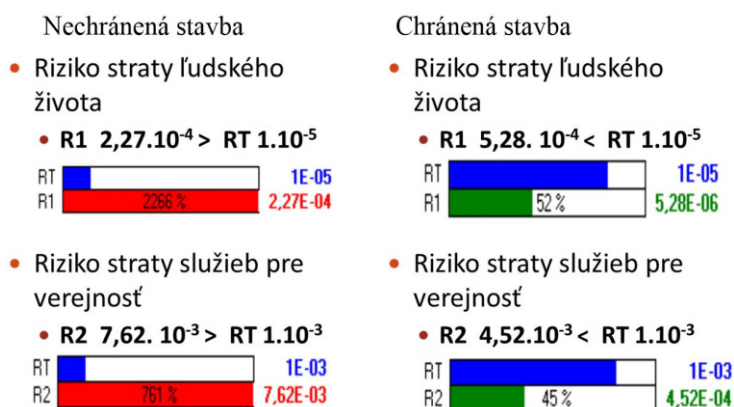 Nechránená stavba
• Riziko straty ľudského
života
• R1 2,27.10⁻⁴ > RT 1.10⁻⁵
RT 1E-05
R1 2266 % 2,27E-04
• Riziko straty služieb pre
verejnosť
• R2 7,62. 10⁻³ > RT 1.10⁻³
RT 1E-03
R2 761 % 7,62E-03
Chránená stavba
• Riziko straty ľudského
života
• R1 5,28. 10⁻⁴ < RT 1.10⁻⁵
RT 1E-05
R1 52 % 5,28E-06
• Riziko straty služieb pre
verejnosť
• R2 4,52.10⁻³ < RT 1.10⁻³
RT 1E-03
R2 45 % 4,52E-04